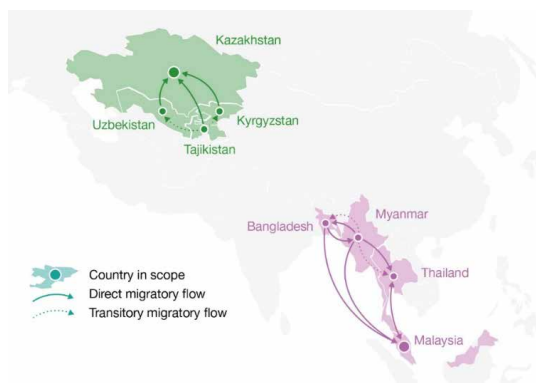 Kazakhstan
Uzbekistan
Kyrgyzstan
Tajikistan
Bangladesh
Myanmar
Thailand
Malaysia
Country in scope
Direct migratory flow
Transitory migratory flow